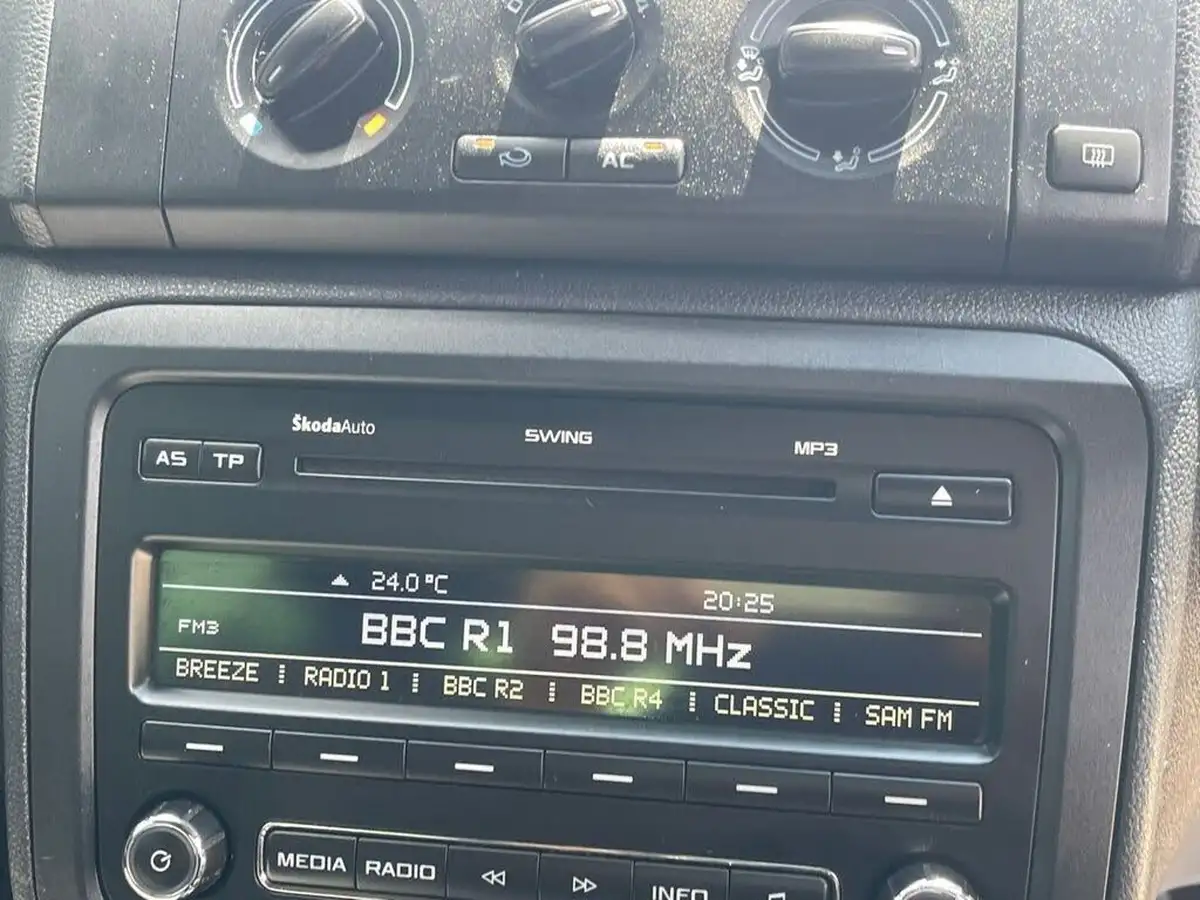 AC
ŠkodaAuto
SWING
MP3
AS TP
24.0 °C 20:25
FM3 BBC R1 98.8 MHz
BREEZE RADIO 1 BBC R2 BBC R4 CLASSIC SAM FM
MEDIA RADIO INFO